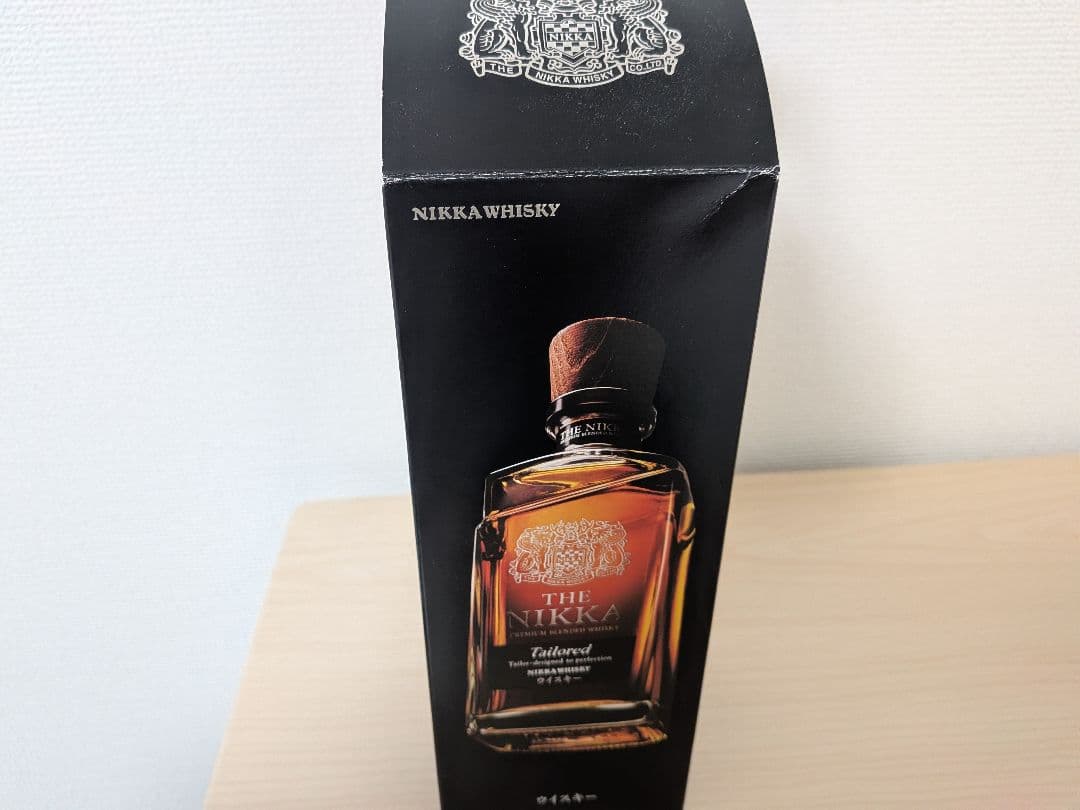 NIKKA
THE NIKKA WHISKY CO.LTD
NIKKA WHISKY
THE NIK
NIKKA
THE
NIKKA
PREMIUM BLENDED WHISKY
Tailored
Tailor-designed to perfection
NIKKA WHISKY
ウイスキー
ウイスキー